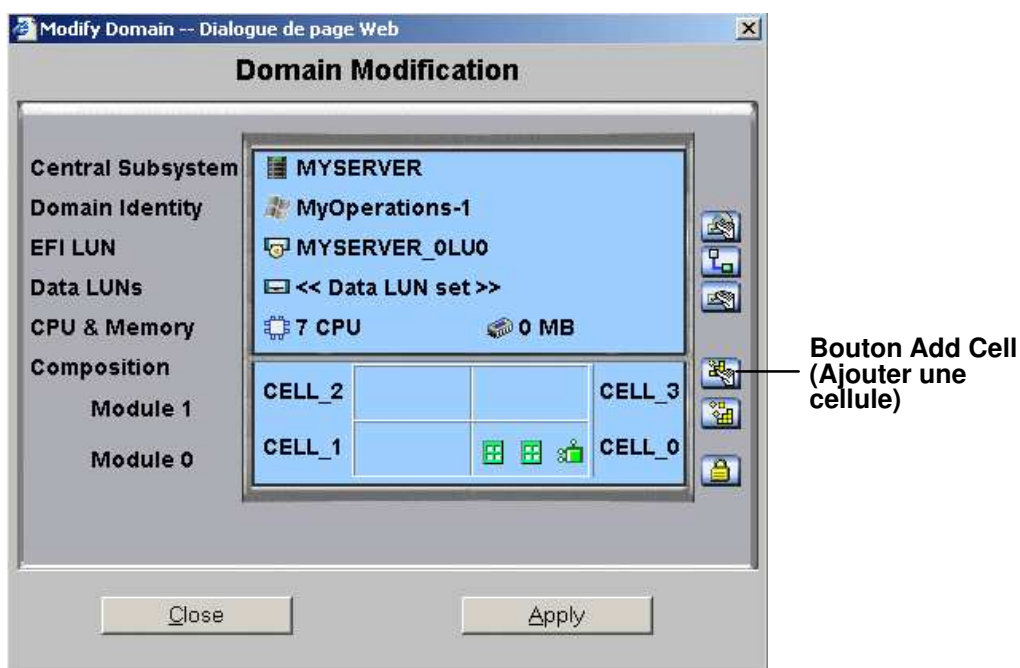 Modify Domain -- Dialogue de page Web
Domain Modification
Central Subsystem MYSERVER
Domain Identity MyOperations-1
EFI LUN MYSERVER_0LU0
Data LUNs << Data LUN set >>
CPU & Memory 7 CPU 0 MB
Composition
Module 1 CELL_2 CELL_3
Module 0 CELL_1 CELL_0
Bouton Add Cell
(Ajouter une
cellule)
Close Apply